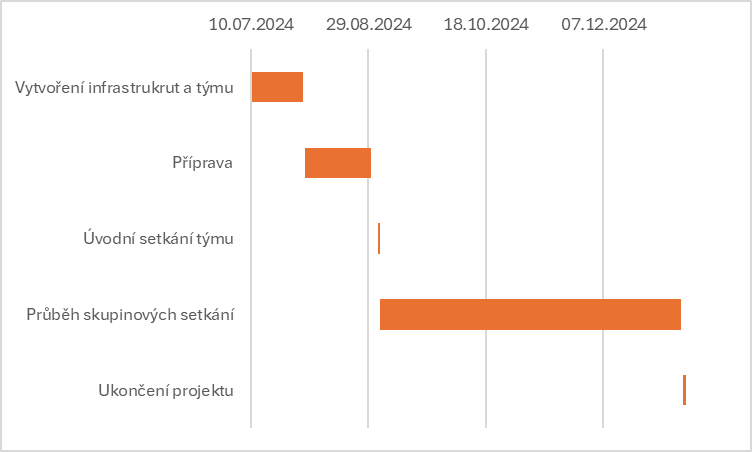 10.07.2024 29.08.2024 18.10.2024 07.12.2024
Vytvoření infrastrukrut a týmu
Příprava
Úvodní setkání týmu
Průběh skupinových setkání
Ukončení projektu